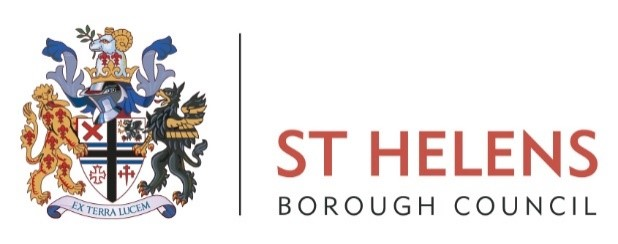 EX TERRA LUCEM
ST HELENS
BOROUGH COUNCIL